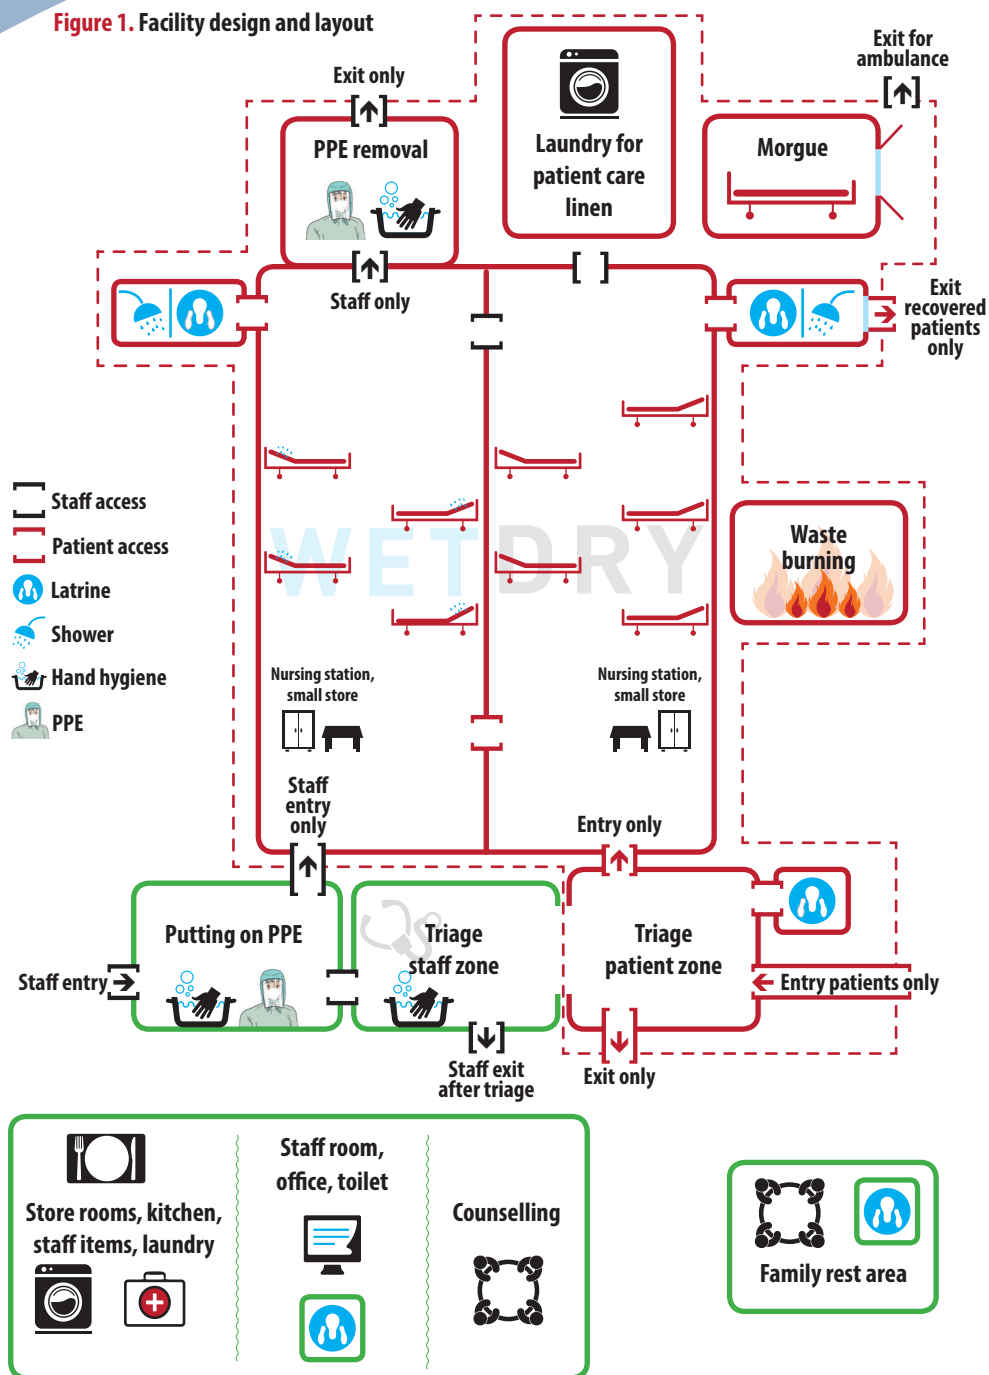 Figure 1. Facility design and layout
Exit for
ambulance
Exit only
PPE removal
Laundry for
patient care
linen
Morgue
Staff only
Exit
recovered
patients
only
Staff access
Patient access
Latrine
Shower
Hand hygiene
PPE
WET
DRY
Waste
burning
Nursing station,
small store
Nursing station,
small store
Staff
entry
only
Entry only
Putting on PPE
Triage
staff zone
Triage
patient zone
Staff entry
Entry patients only
Staff exit
after triage
Exit only
Store rooms, kitchen,
staff items, laundry
Staff room,
office, toilet
Counselling
Family rest area